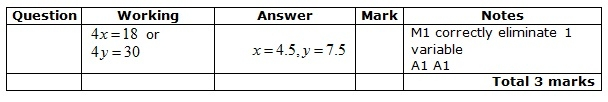 Question Working Answer Mark Notes
4x=18 or
4y=30
x=4.5, y=7.5
M1 correctly eliminate 1
variable
A1 A1
Total 3 marks